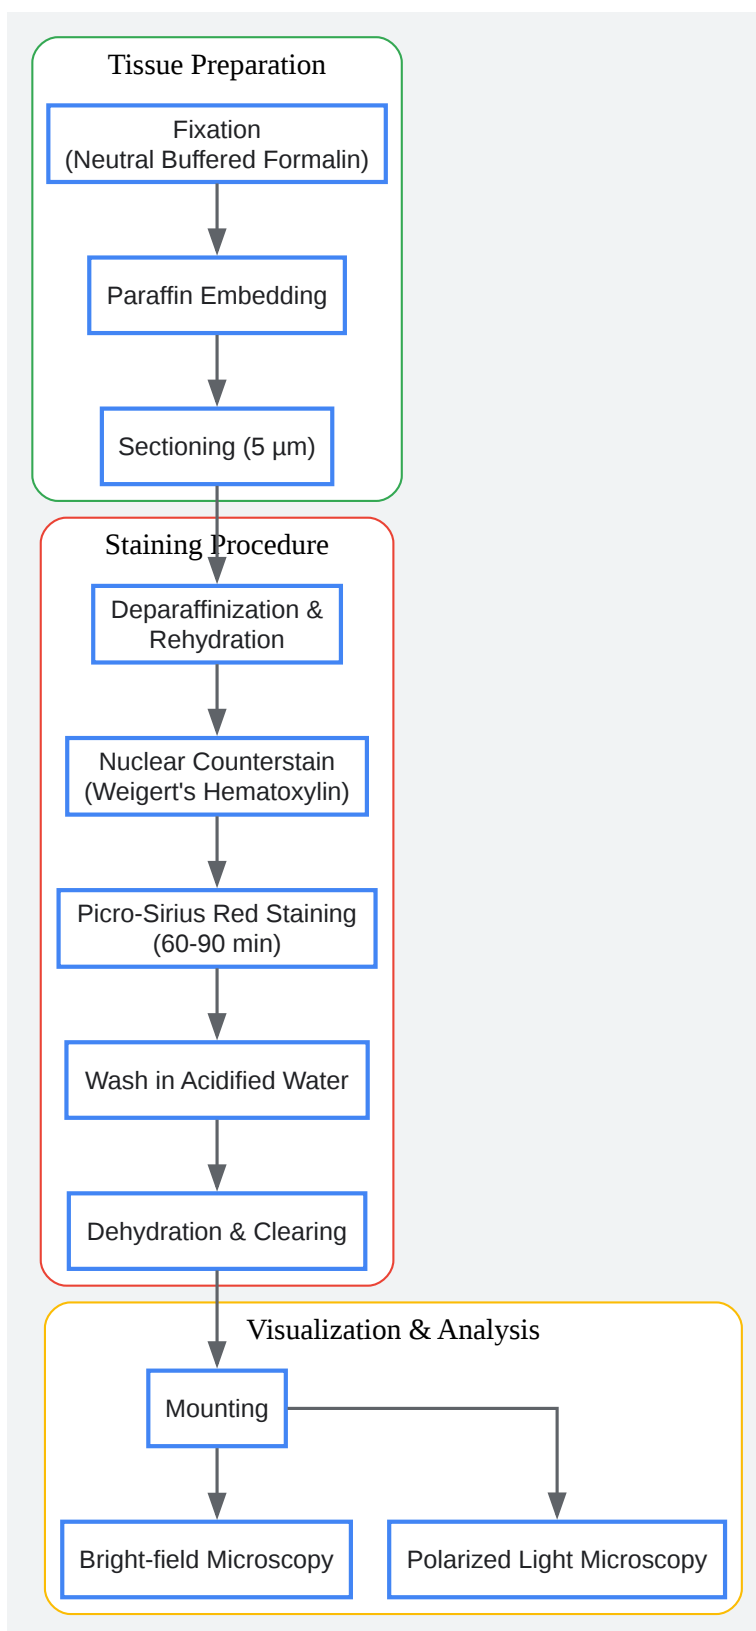 Tissue Preparation
Fixation
(Neutral Buffered Formalin)
Paraffin Embedding
Sectioning (5 µm)
Staining Procedure
Deparaffinization &
Rehydration
Nuclear Counterstain
(Weigert's Hematoxylin)
Picro-Sirius Red Staining
(60-90 min)
Wash in Acidified Water
Dehydration & Clearing
Visualization & Analysis
Mounting
Bright-field Microscopy
Polarized Light Microscopy